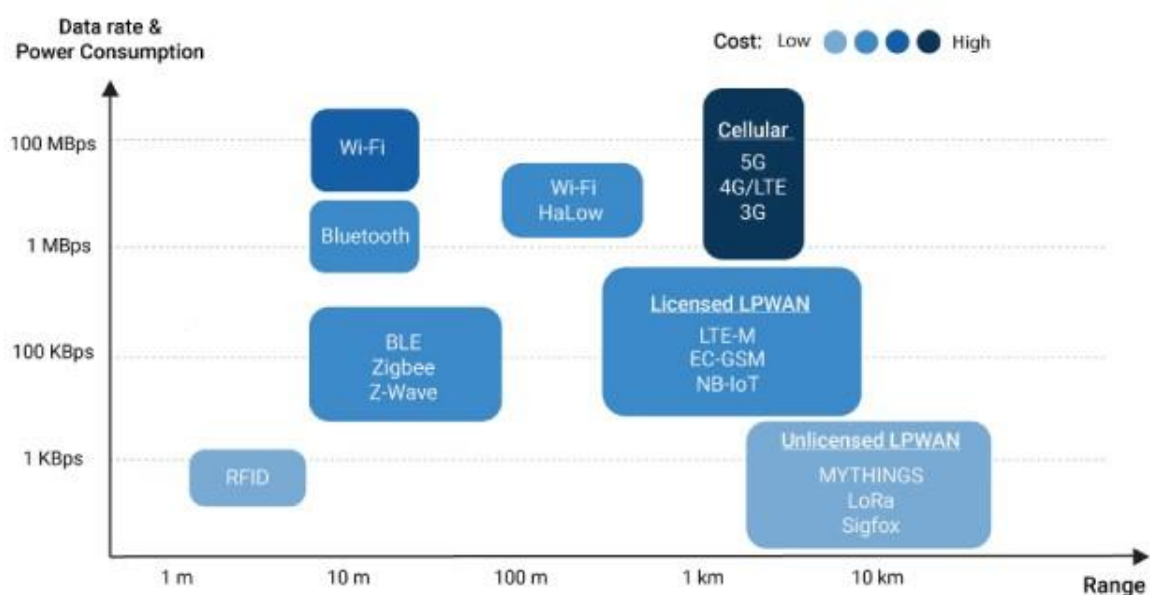 Data rate &
Power Consumption
Cost: Low High
100 MBps
1 MBps
100 KBps
1 KBps
Wi-Fi
Bluetooth
Wi-Fi
HaLow
Cellular
5G
4G/LTE
3G
BLE
Zigbee
Z-Wave
Licensed LPWAN
LTE-M
EC-GSM
NB-IoT
RFID
Unlicensed LPWAN
MYTHINGS
LoRa
Sigfox
1 m
10 m
100 m
1 km
10 km
Range